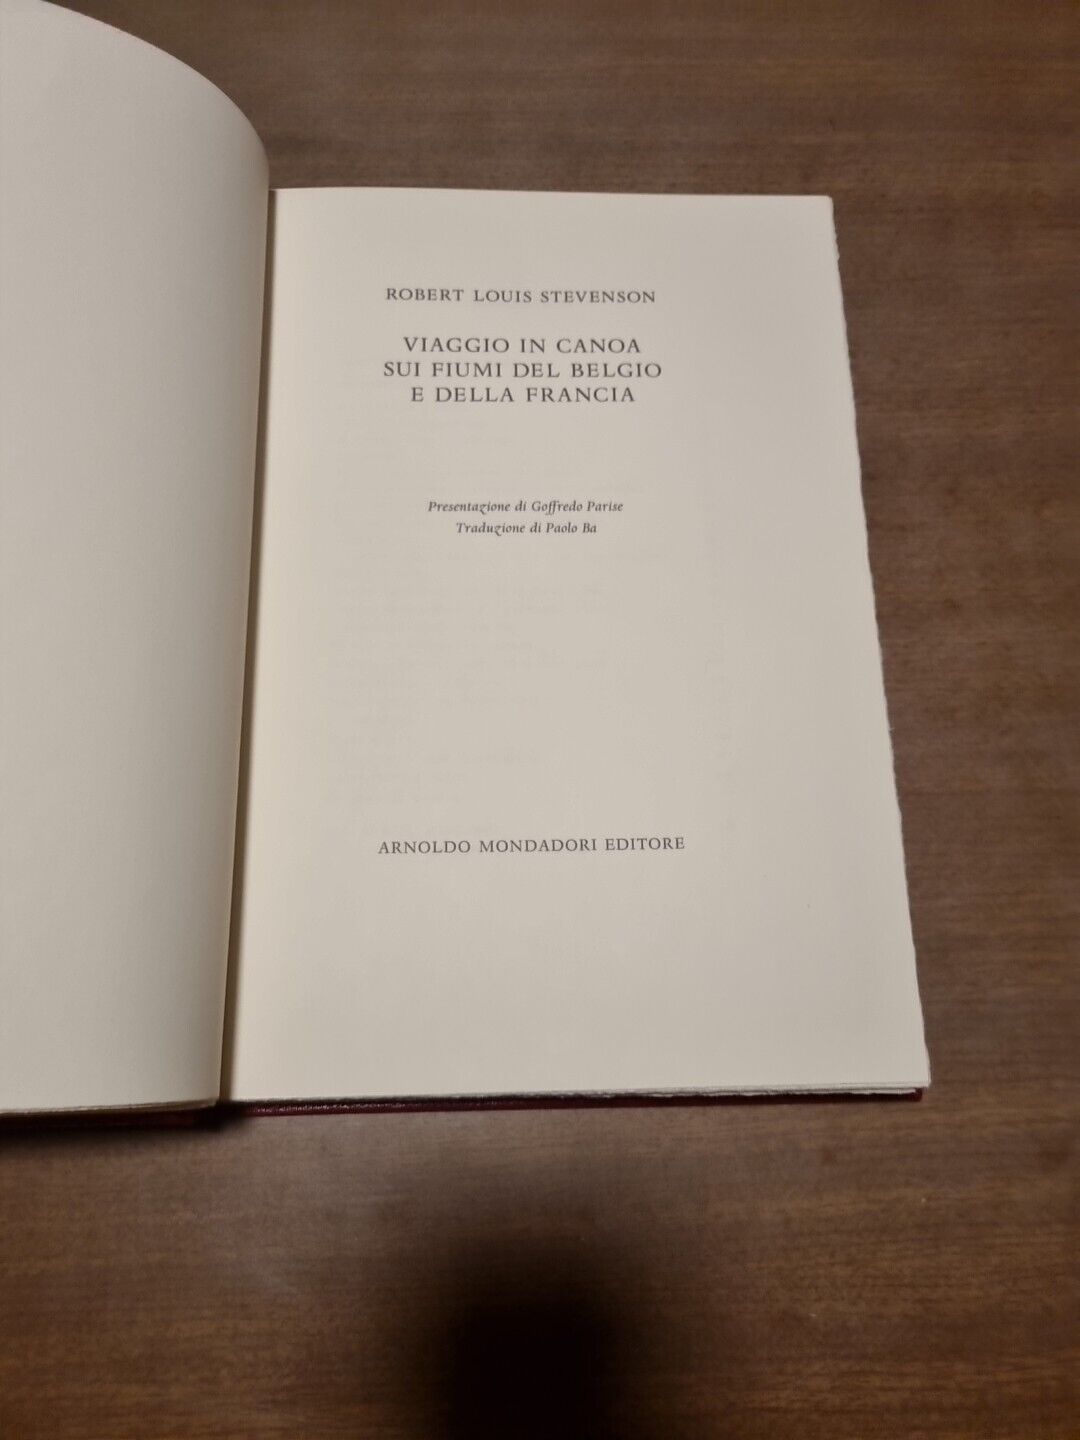 ROBERT LOUIS STEVENSON
VIAGGIO IN CANOA
SUI FIUMI DEL BELGIO
E DELLA FRANCIA
Presentazione di Goffredo Parise
Traduzione di Paolo Ba
ARNOLDO MONDADORI EDITORE